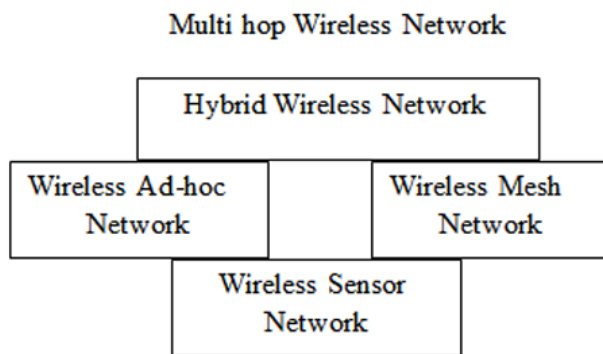 Multi hop Wireless Network
Hybrid Wireless Network
Wireless Ad-hoc
Network
Wireless Mesh
Network
Wireless Sensor
Network